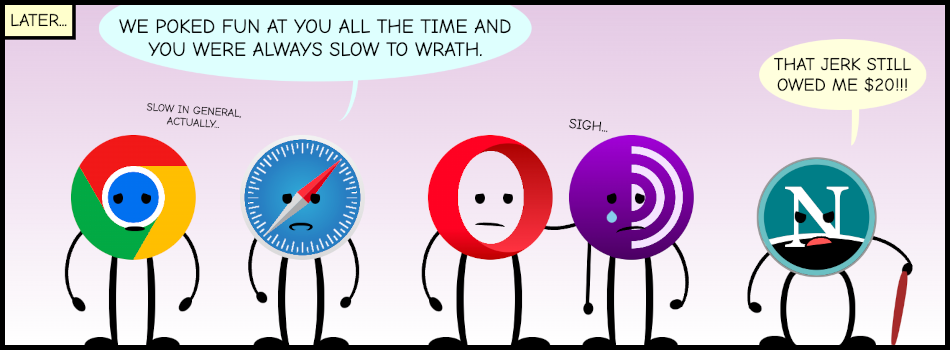 LATER...
WE POKED FUN AT YOU ALL THE TIME AND
YOU WERE ALWAYS SLOW TO WRATH.
SLOW IN GENERAL,
ACTUALLY...
SIGH...
THAT JERK STILL
OWED ME $20!!!
N